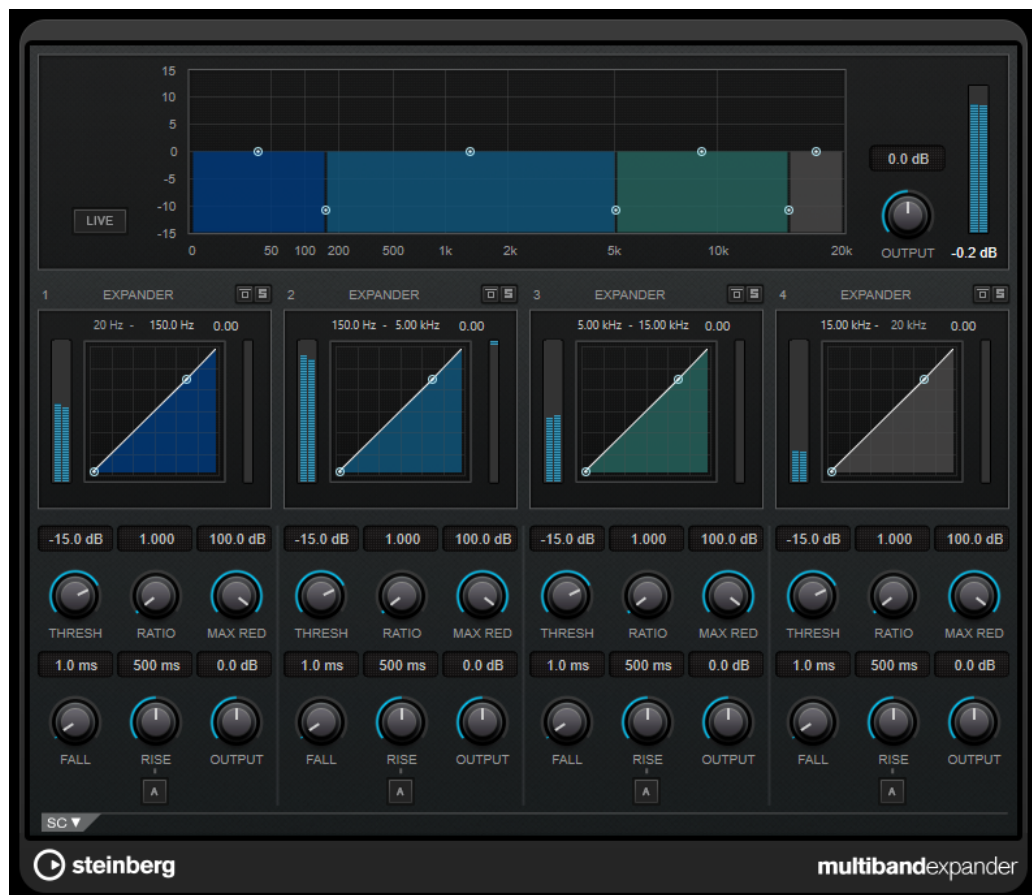 15
10
5
0
-5
-10
-15
LIVE
0 50 100 200 500 1k 2k 5k 10k 20k
0.0 dB
OUTPUT -0.2 dB
1 EXPANDER S 2 EXPANDER S 3 EXPANDER S 4 EXPANDER S
20 Hz - 150.0 Hz 0.00 150.0 Hz - 5.00 kHz 0.00 5.00 kHz - 15.00 kHz 0.00 15.00 kHz - 20 kHz 0.00
-15.0 dB 1.000 100.0 dB -15.0 dB 1.000 100.0 dB -15.0 dB 1.000 100.0 dB -15.0 dB 1.000 100.0 dB
THRESH RATIO MAX RED THRESH RATIO MAX RED THRESH RATIO MAX RED THRESH RATIO MAX RED
1.0 ms 500 ms 0.0 dB 1.0 ms 500 ms 0.0 dB 1.0 ms 500 ms 0.0 dB 1.0 ms 500 ms 0.0 dB
FALL RISE OUTPUT FALL RISE OUTPUT FALL RISE OUTPUT FALL RISE OUTPUT
A A A A
SC ▼
steinberg multibandexpander